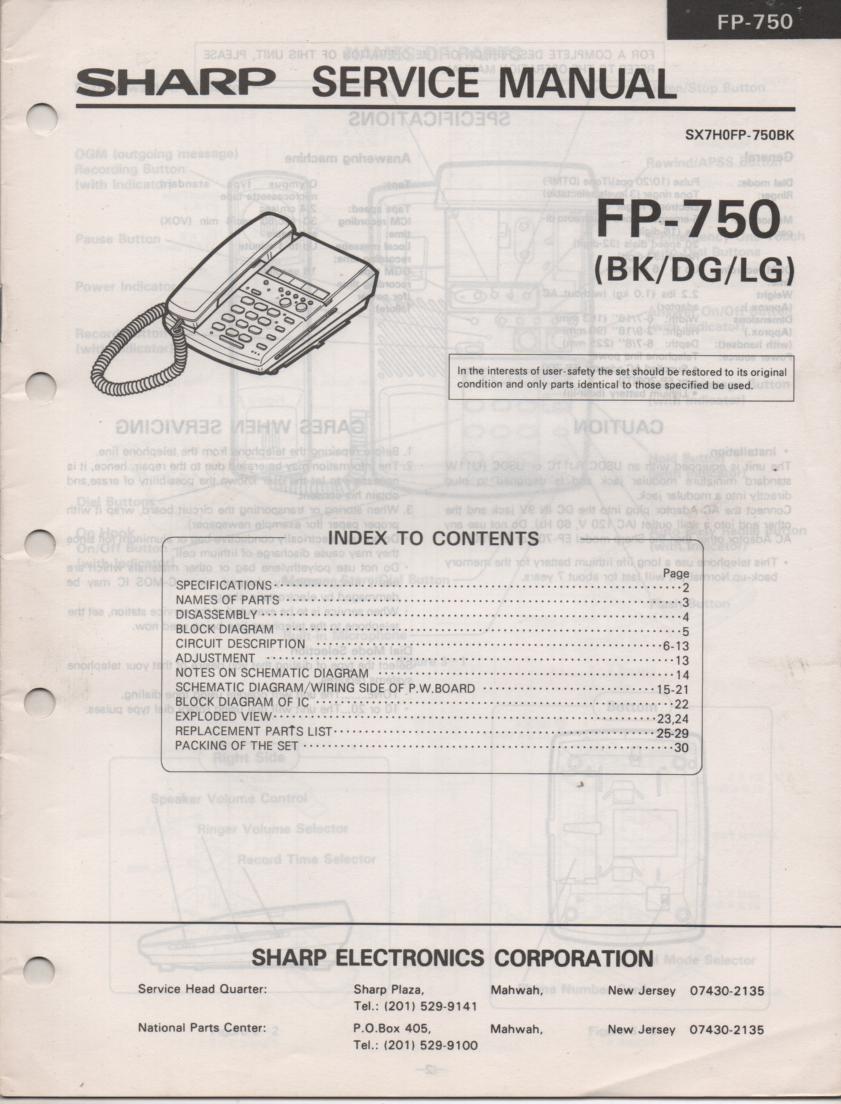 FP-750
SHARP SERVICE MANUAL
SX7H0FP-750BK
FP-750
(BK/DG/LG)
In the interests of user-safety the set should be restored to its original
condition and only parts identical to those specified be used.
INDEX TO CONTENTS
Page
SPECIFICATIONS 2
NAMES OF PARTS 3
DISASSEMBLY 4
BLOCK DIAGRAM 5
CIRCUIT DESCRIPTION 6-13
ADJUSTMENT 13
NOTES ON SCHEMATIC DIAGRAM 14
SCHEMATIC DIAGRAM/WIRING SIDE OF P.W.BOARD 15-21
BLOCK DIAGRAM OF IC 22
EXPLODED VIEW 23,24
REPLACEMENT PARTS LIST 25-29
PACKING OF THE SET 30
SHARP ELECTRONICS CORPORATION
Service Head Quarter: Sharp Plaza, Mahwah, New Jersey 07430-2135
Tel.: (201) 529-9141
National Parts Center: P.O.Box 405, Mahwah, New Jersey 07430-2135
Tel.: (201) 529-9100